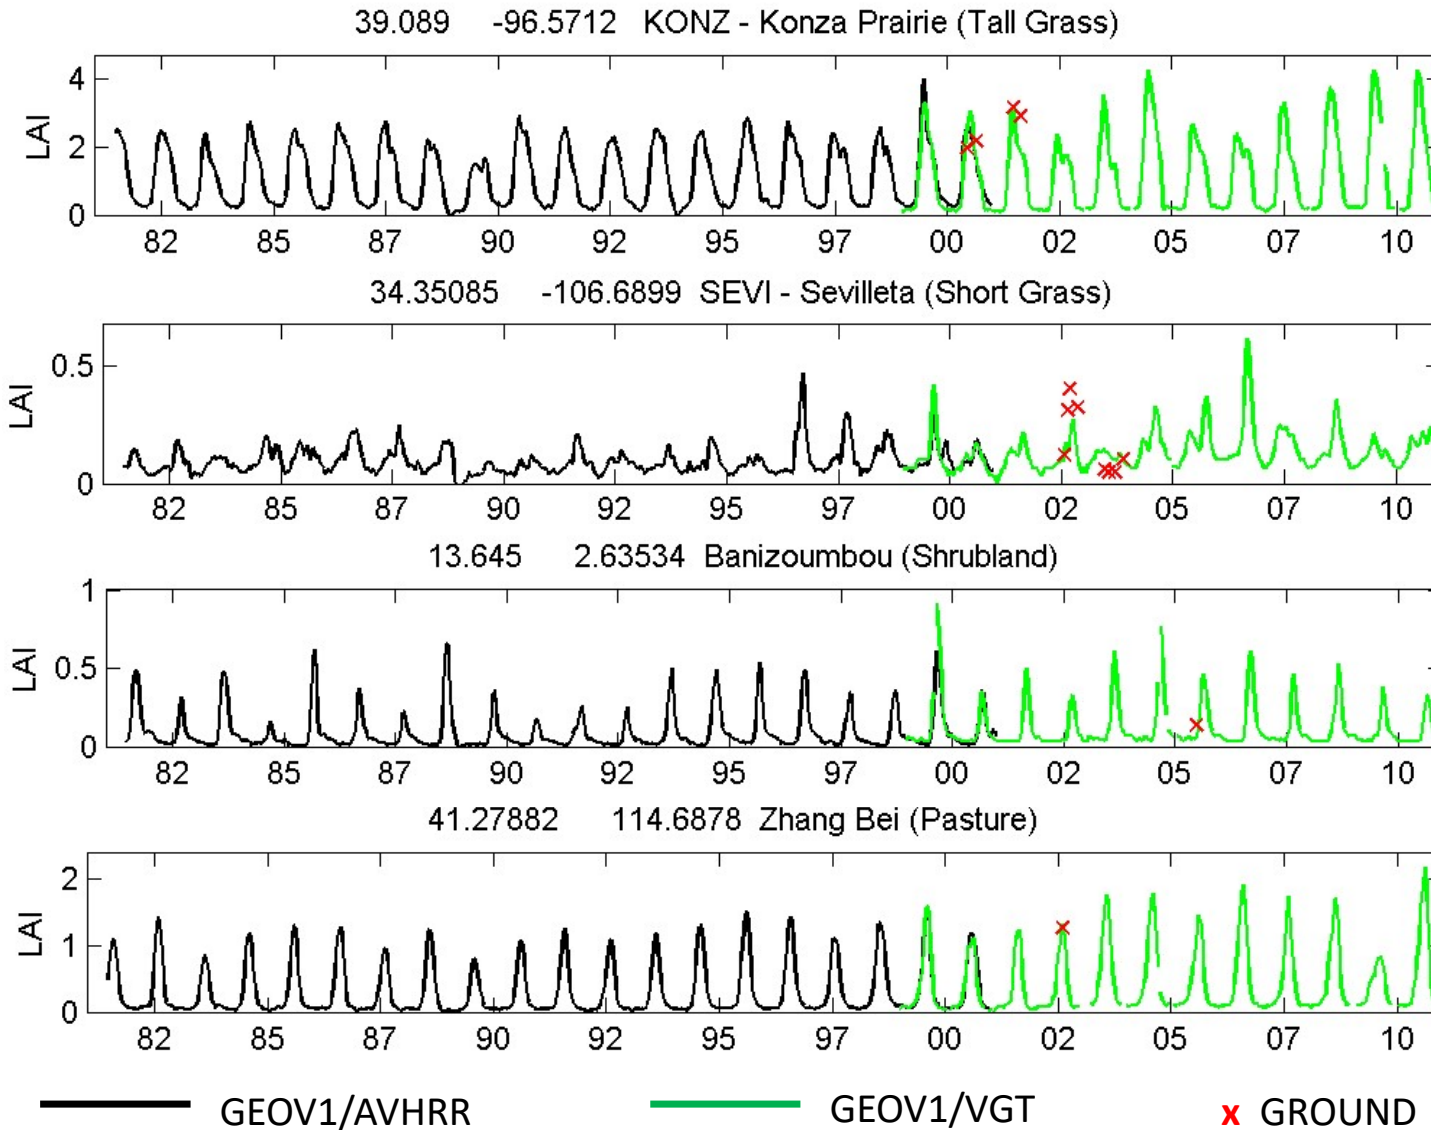 39.089 -96.5712 KONZ - Konza Prairie (Tall Grass)
4
2
0
LAI
82 85 87 90 92 95 97 00 02 05 07 10
34.35085 -106.6899 SEVI - Sevilleta (Short Grass)
0.5
0
LAI
82 85 87 90 92 95 97 00 02 05 07 10
13.645 2.63534 Banizoumbou (Shrubland)
1
0.5
0
LAI
82 85 87 90 92 95 97 00 02 05 07 10
41.27882 114.6878 Zhang Bei (Pasture)
2
1
0
LAI
82 85 87 90 92 95 97 00 02 05 07 10
GEOV1/AVHRR GEOV1/VGT x GROUND